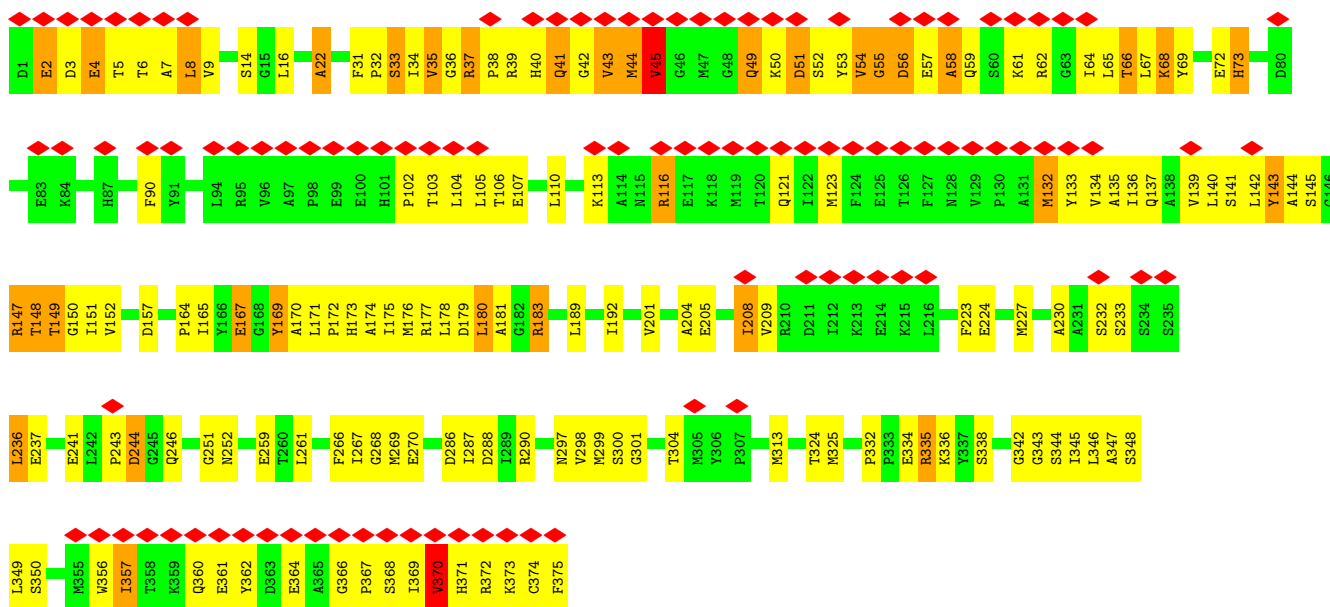 D1 E2 D3 E4 T5 T6 A7 L8 V9 S14 G15 L16 A22 F31 P32 S33 I34 V35 G36 R37 P38 R39 H40 Q41 G42 V43 M44 V45 G46 M47 G48 Q49 K50 D51 S52 Y53 V54 G55 D56 E57 A58 Q59 S60 K61 R62 G63 I64 L65 T66 L67 K68 Y69 E72 H73 D80
E83 K84 H87 F90 Y91 L94 R95 V96 A97 P98 E99 E100 H101 P102 T103 L104 L105 T106 E107 L110 K113 A114 N115 R116 E117 K118 M119 T120 Q121 I122 M123 F124 E125 T126 F127 N128 V129 P130 A131 M132 Y133 V134 A135 I136 Q137 A138 V139 L140 S141 L142 Y143 A144 S145 G146
R147 T148 T149 G150 I151 V152 D157 P164 I165 Y166 E167 G168 Y169 A170 L171 P172 H173 A174 I175 M176 R177 L178 D179 L180 A181 G182 R183 L189 I192 V201 A204 E205 I208 V209 R210 D211 I212 K213 E214 K215 L216 F223 E224 M227 A230 A231 S232 S233 S234 S235
L236 E237 E241 L242 P243 D244 G245 Q246 G251 N252 E259 T260 L261 F266 I267 G268 M269 E270 D286 I287 D288 I289 R290 N297 V298 M299 S300 G301 T304 M305 Y306 P307 M313 T324 M325 P332 P333 E334 R335 K336 Y337 S338 G342 G343 S344 I345 L346 A347 S348
L349 S350 M355 W356 I357 T358 K359 Q360 E361 Y362 D363 E364 A365 G366 P367 S368 I369 V370 H371 R372 K373 C374 F375